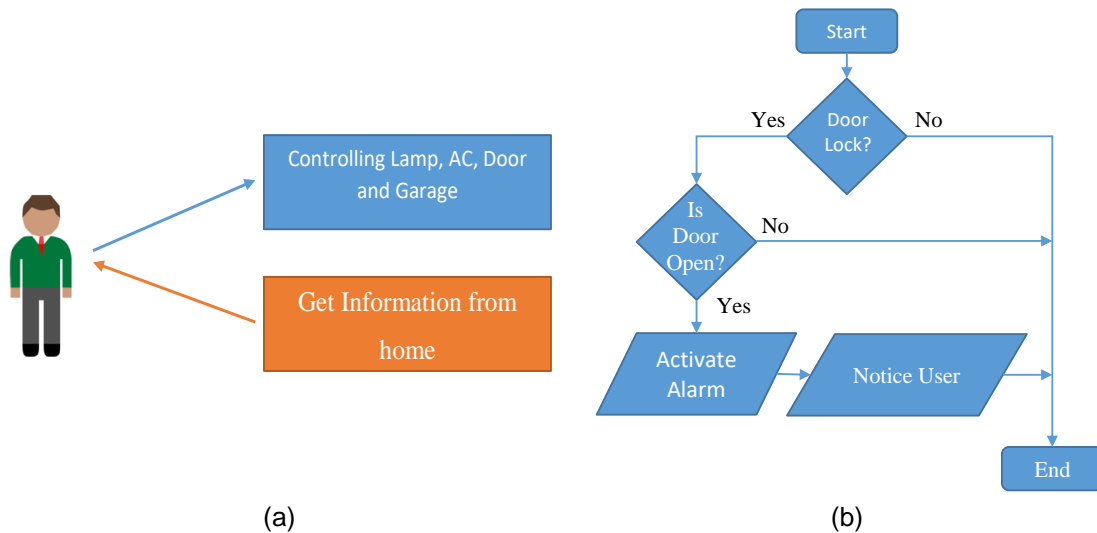 Controlling Lamp, AC, Door
and Garage
Get Information from
home
(a)
Start
Door
Lock?
Yes
No
Is
Door
Open?
No
Yes
Activate
Alarm
Notice User
End
(b)